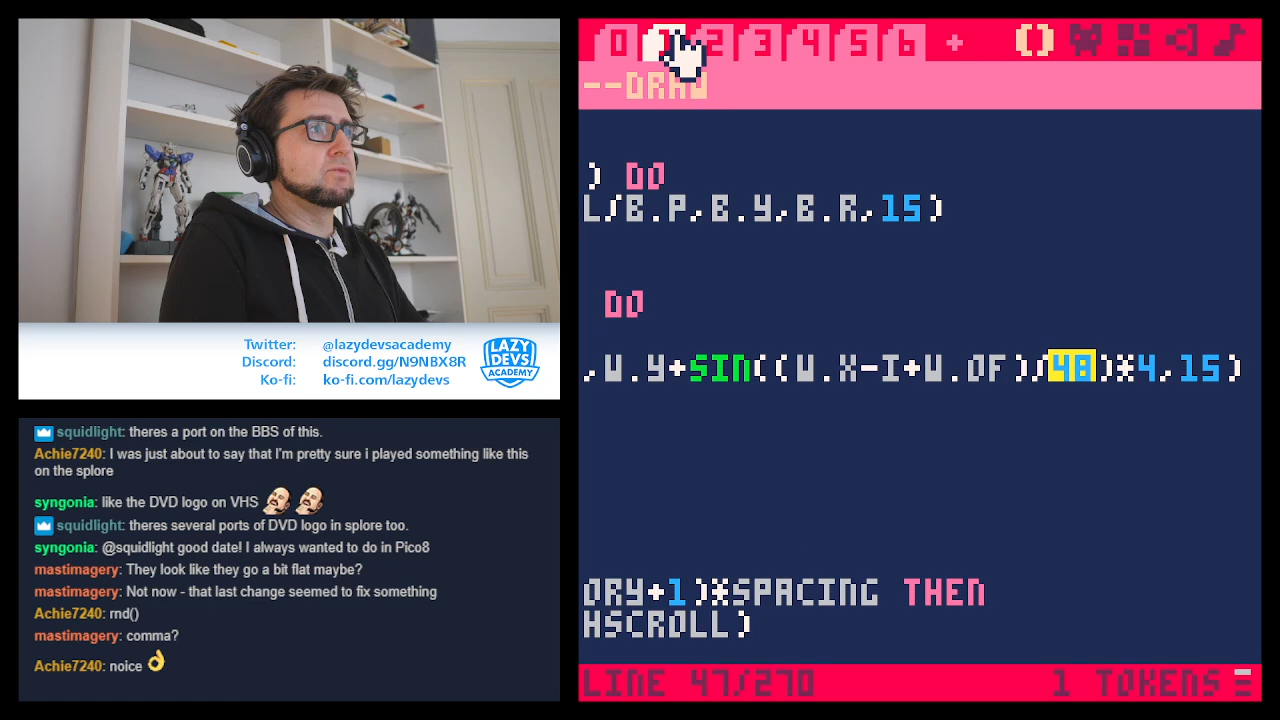 Twitter: @lazydevsacademy
Discord: discord.gg/N9NBX8R
Ko-fi: ko-fi.com/lazydevs
LAZY
DEVS
ACADEMY
squidlight: theres a port on the BBS of this.
Achie7240: I was just about to say that I'm pretty sure i played something like this
on the splore
syngonia: like the DVD logo on VHS
squidlight: theres several ports of DVD logo in splore too.
syngonia: @squidlight good date! I always wanted to do in Pico8
mastimagery: They look like they go a bit flat maybe?
mastimagery: Not now - that last change seemed to fix something
Achie7240: rnd()
mastimagery: comma?
Achie7240: noice
0 1 2 3 4 5 6 + ()
--DRAW
) DO
L/B.P,B.Y,B.R,15)
DO
,W.Y+SIN((W.X-I+W.OF)/48)*4,15)
DRY+1)*SPACING THEN
HSCROLL)
LINE 47/270 1 TOKENS